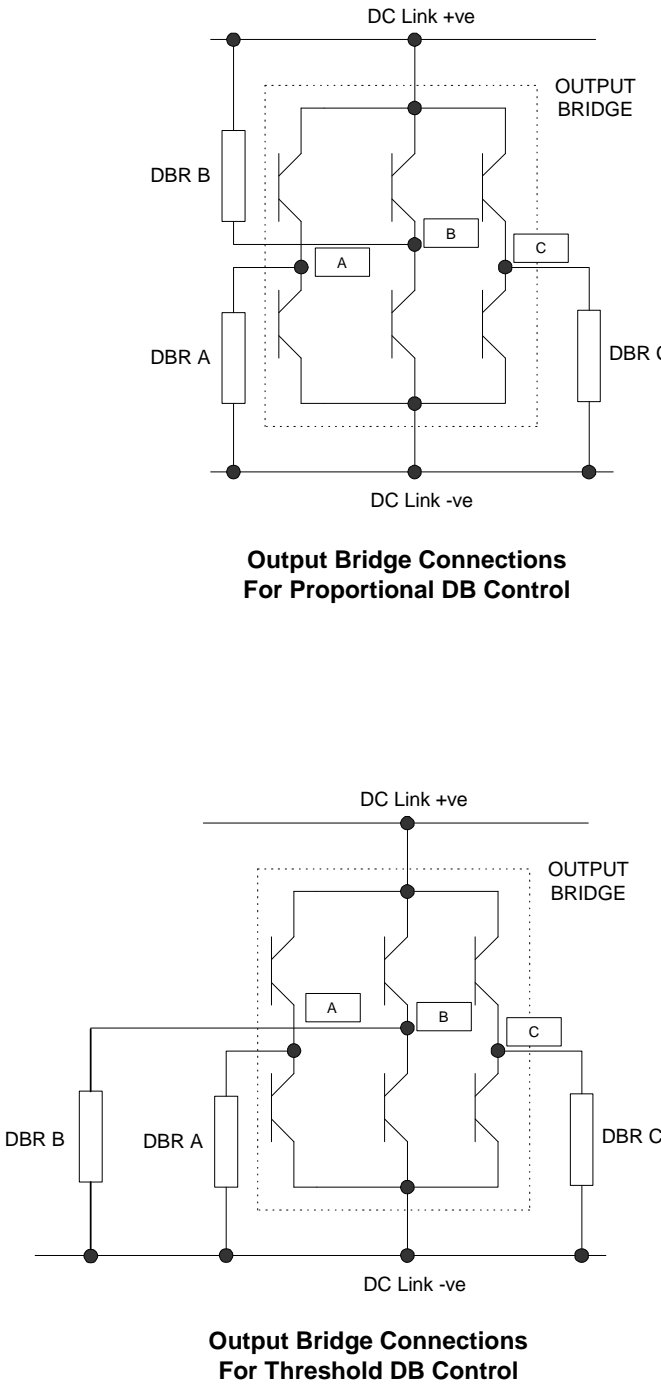 DC Link +ve
OUTPUT
BRIDGE
DBR B
B
C
A
DBR A
DBR C
DC Link -ve
Output Bridge Connections
For Proportional DB Control
DC Link +ve
OUTPUT
BRIDGE
A
B
C
DBR B
DBR A
DBR C
DC Link -ve
Output Bridge Connections
For Threshold DB Control